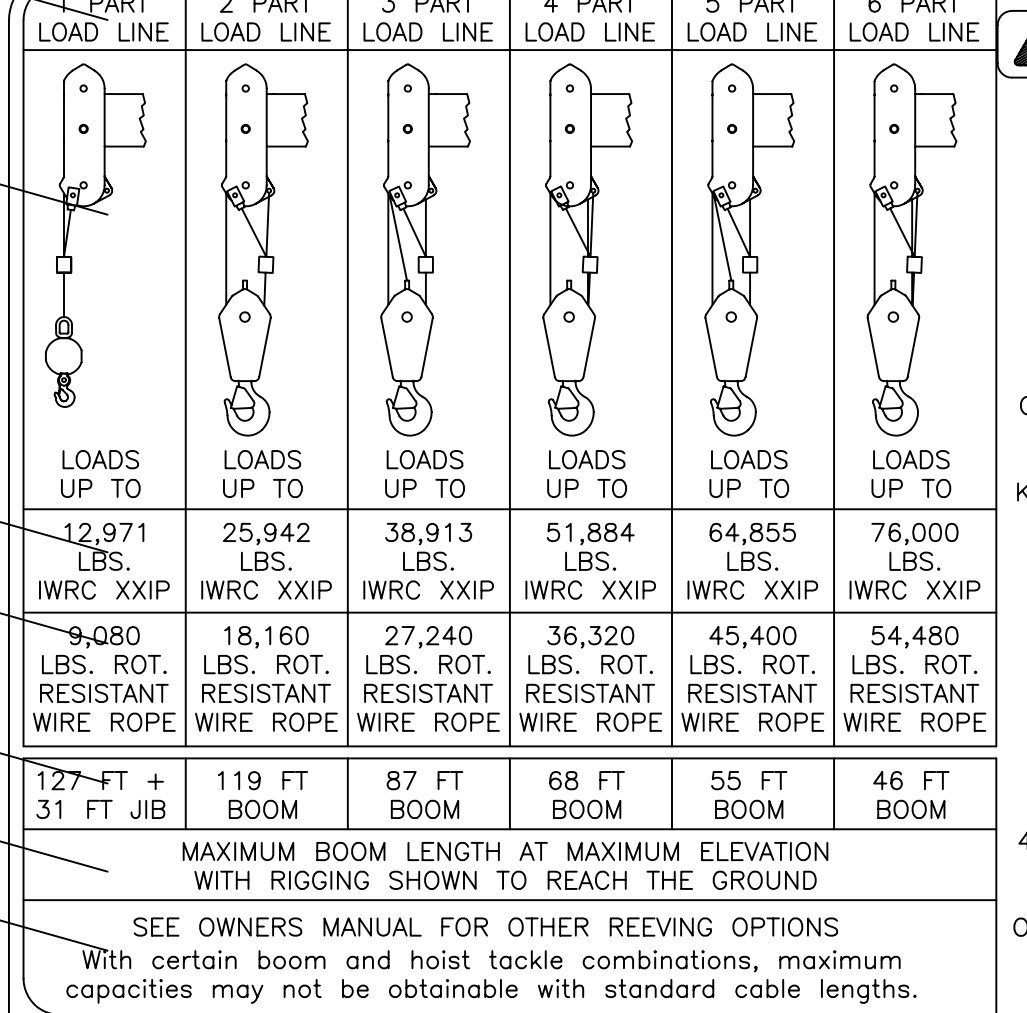 1 PART 2 PART 3 PART 4 PART 5 PART 6 PART
LOAD LINE LOAD LINE LOAD LINE LOAD LINE LOAD LINE LOAD LINE
LOADS LOADS LOADS LOADS LOADS LOADS
UP TO UP TO UP TO UP TO UP TO UP TO
12,971 25,942 38,913 51,884 64,855 76,000
LBS. LBS. LBS. LBS. LBS. LBS.
IWRC XXIP IWRC XXIP IWRC XXIP IWRC XXIP IWRC XXIP IWRC XXIP
9,080 18,160 27,240 36,320 45,400 54,480
LBS. ROT. LBS. ROT. LBS. ROT. LBS. ROT. LBS. ROT. LBS. ROT.
RESISTANT RESISTANT RESISTANT RESISTANT RESISTANT RESISTANT
WIRE ROPE WIRE ROPE WIRE ROPE WIRE ROPE WIRE ROPE WIRE ROPE
127 FT + 119 FT 87 FT 68 FT 55 FT 46 FT
31 FT JIB BOOM BOOM BOOM BOOM BOOM
MAXIMUM BOOM LENGTH AT MAXIMUM ELEVATION
WITH RIGGING SHOWN TO REACH THE GROUND
SEE OWNERS MANUAL FOR OTHER REEVING OPTIONS
With certain boom and hoist tackle combinations, maximum
capacities may not be obtainable with standard cable lengths.